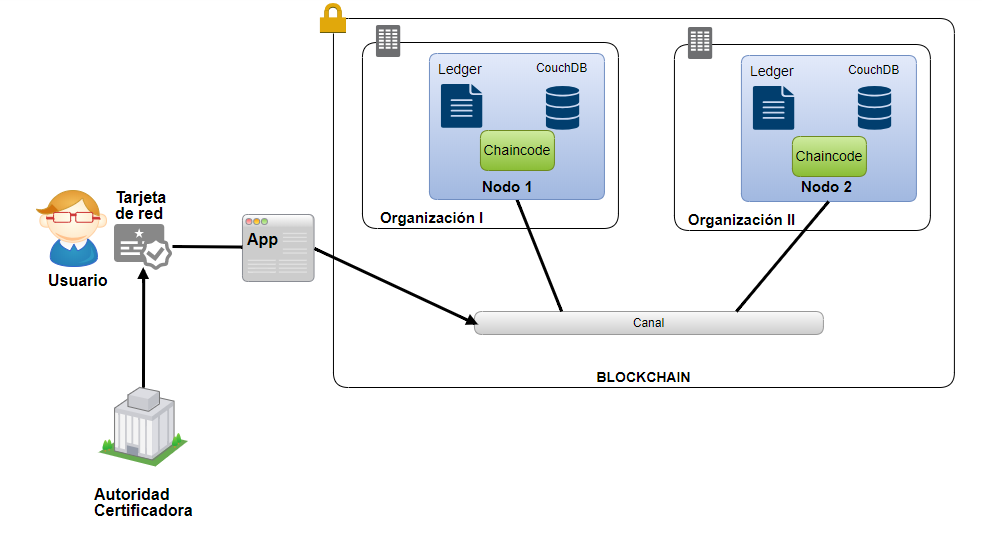 Ledger
CouchDB
Chaincode
Nodo 1
Organización I
Ledger
CouchDB
Chaincode
Nodo 2
Organización II
Tarjeta
de red
Usuario
App
Canal
BLOCKCHAIN
Autoridad
Certificadora